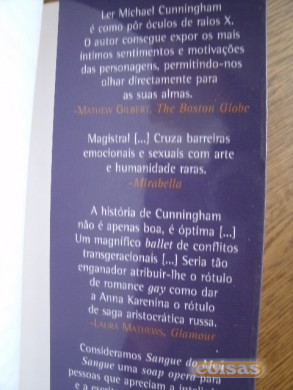 Ler Michael Cunningham
é como pôr óculos de raios X.
O autor consegue expor os mais
íntimos sentimentos e motivações
das personagens, permitindo-nos
olhar directamente para
as suas almas.
-Mathew Gilbert, The Boston Globe
Magistral [...] Cruza barreiras
emocionais e sexuais com arte
e humanidade raras.
-Mirabella
A história de Cunningham
não é apenas boa, é óptima [...]
Um magnífico ballet de conflitos
transgeracionais [...] Seria tão
enganador atribuir-lhe o rótulo
de romance gay como dar
a Anna Karenina o rótulo
de saga aristocrática russa.
-Laura Mathews, Glamour
Consideramos Sangue do Meu
Sangue uma soap opera para
pessoas que apreciam a
coisas